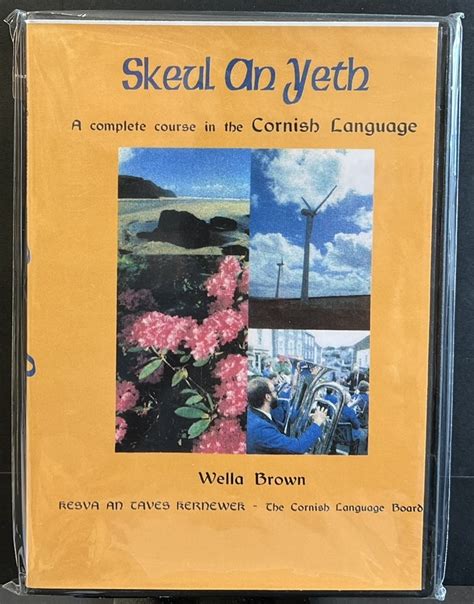 Skeul An Yeth
A complete course in the Cornish Language
Wella Brown
KESVA AN TAVES KERNEWEK - The Cornish Language Board